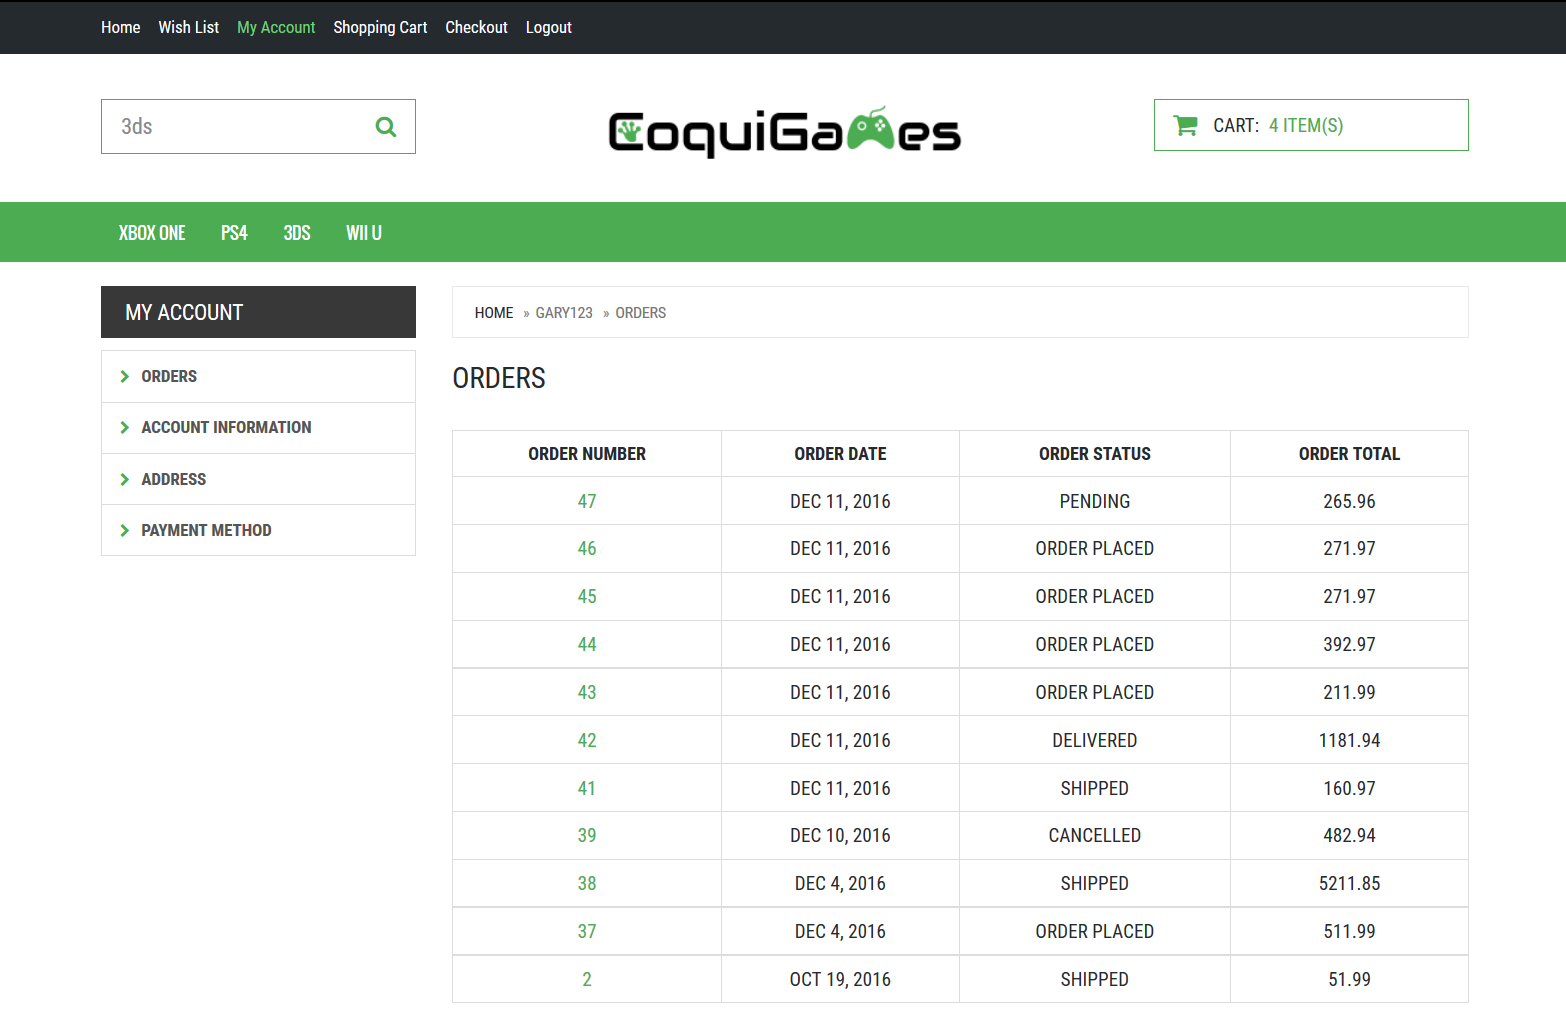 Home Wish List My Account Shopping Cart Checkout Logout
3ds
CoquiGames
CART: 4 ITEM(S)
XBOX ONE PS4 3DS WII U
MY ACCOUNT
ORDERS
ACCOUNT INFORMATION
ADDRESS
PAYMENT METHOD
HOME » GARY123 » ORDERS
ORDERS
ORDER NUMBER ORDER DATE ORDER STATUS ORDER TOTAL
47 DEC 11, 2016 PENDING 265.96
46 DEC 11, 2016 ORDER PLACED 271.97
45 DEC 11, 2016 ORDER PLACED 271.97
44 DEC 11, 2016 ORDER PLACED 392.97
43 DEC 11, 2016 ORDER PLACED 211.99
42 DEC 11, 2016 DELIVERED 1181.94
41 DEC 11, 2016 SHIPPED 160.97
39 DEC 10, 2016 CANCELLED 482.94
38 DEC 4, 2016 SHIPPED 5211.85
37 DEC 4, 2016 ORDER PLACED 511.99
2 OCT 19, 2016 SHIPPED 51.99